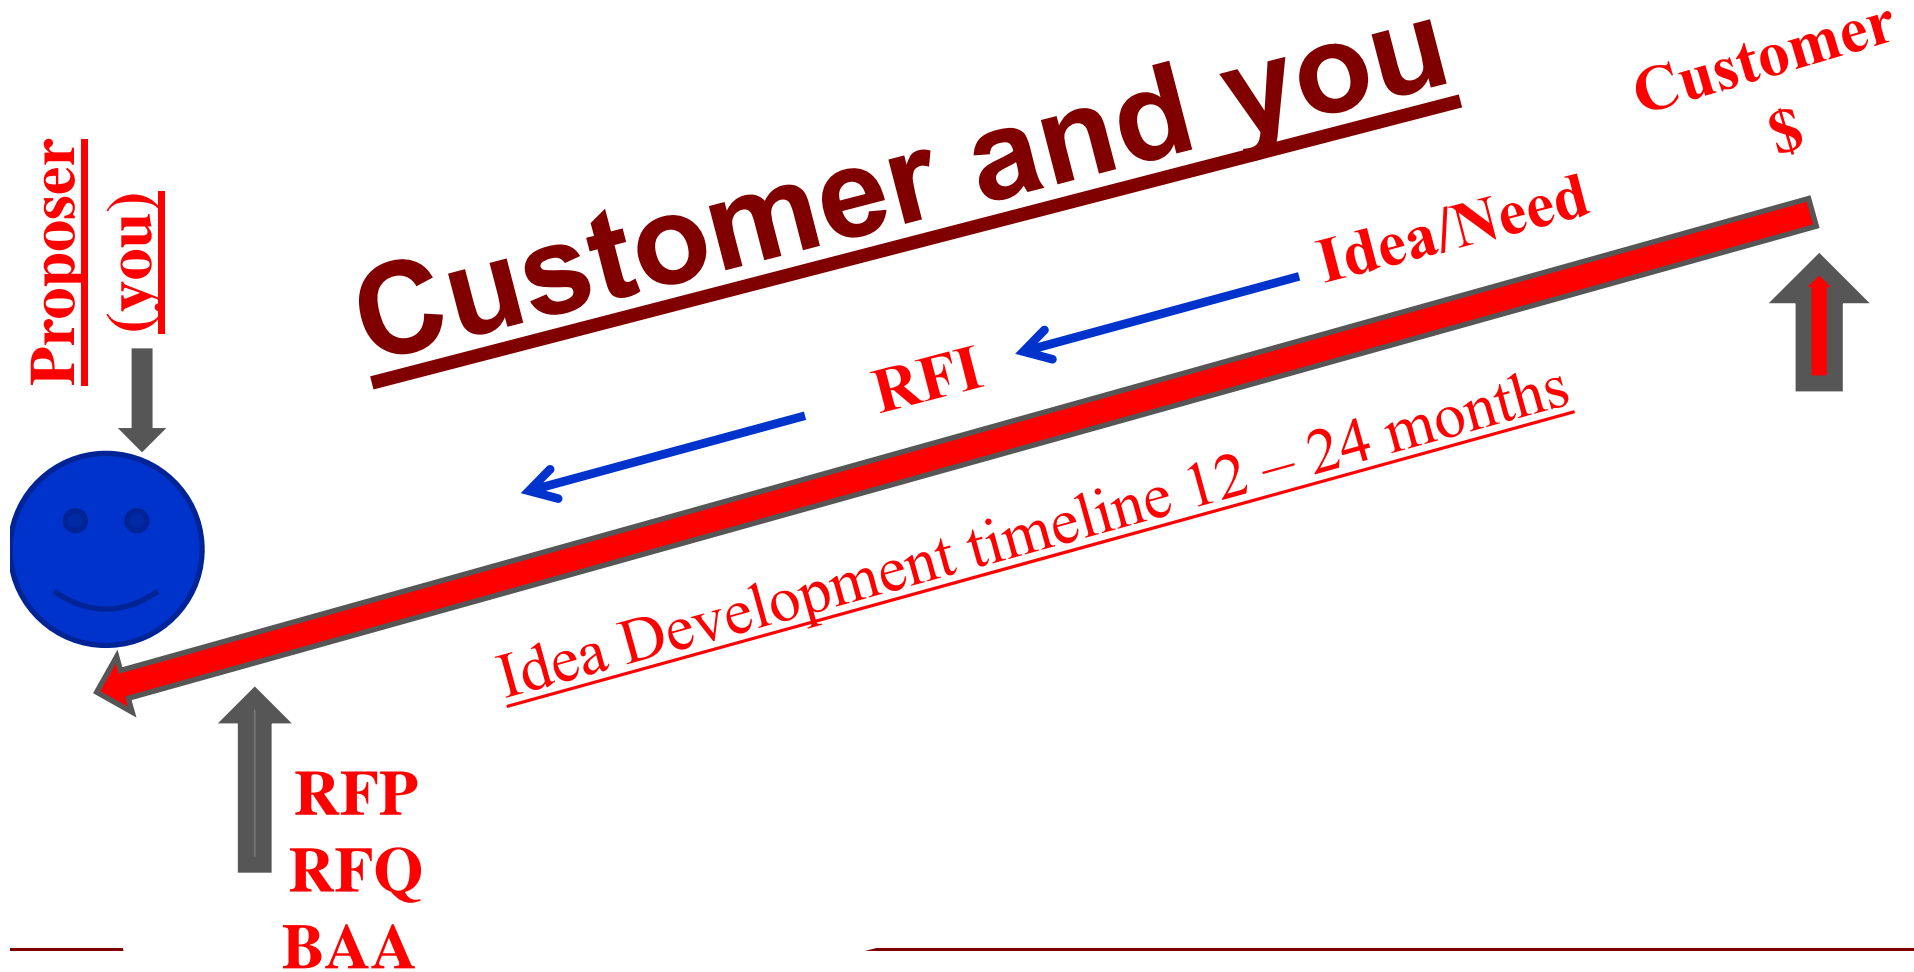 Customer and you
Customer
$
Proposer
(you)
Idea/Need
RFI
Idea Development timeline 12 – 24 months
RFP
RFQ
BAA